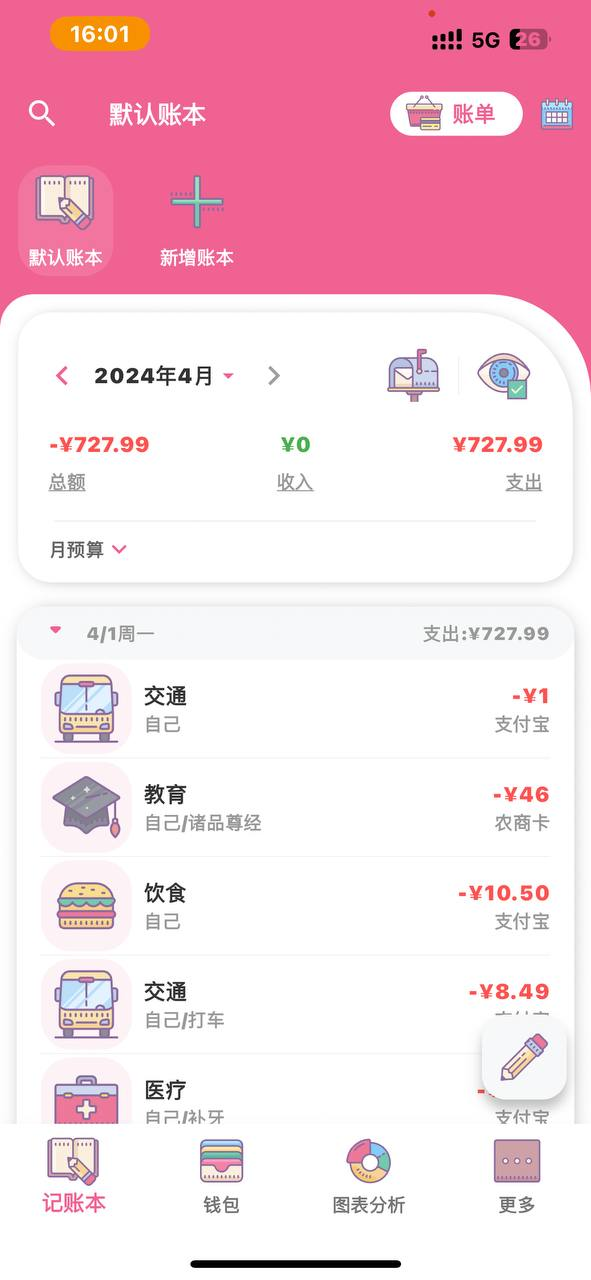 16:01
5G
26
默认账本
账单
默认账本
新增账本
2024年4月
-¥727.99
¥0
¥727.99
总额
收入
支出
月预算
4/1周一
支出:¥727.99
交通
-¥1
自己
支付宝
教育
-¥46
自己/诸品尊经
农商卡
饮食
-¥10.50
自己
支付宝
交通
-¥8.49
自己/打车
医疗
自己/补牙
支付宝
记账本
钱包
图表分析
更多